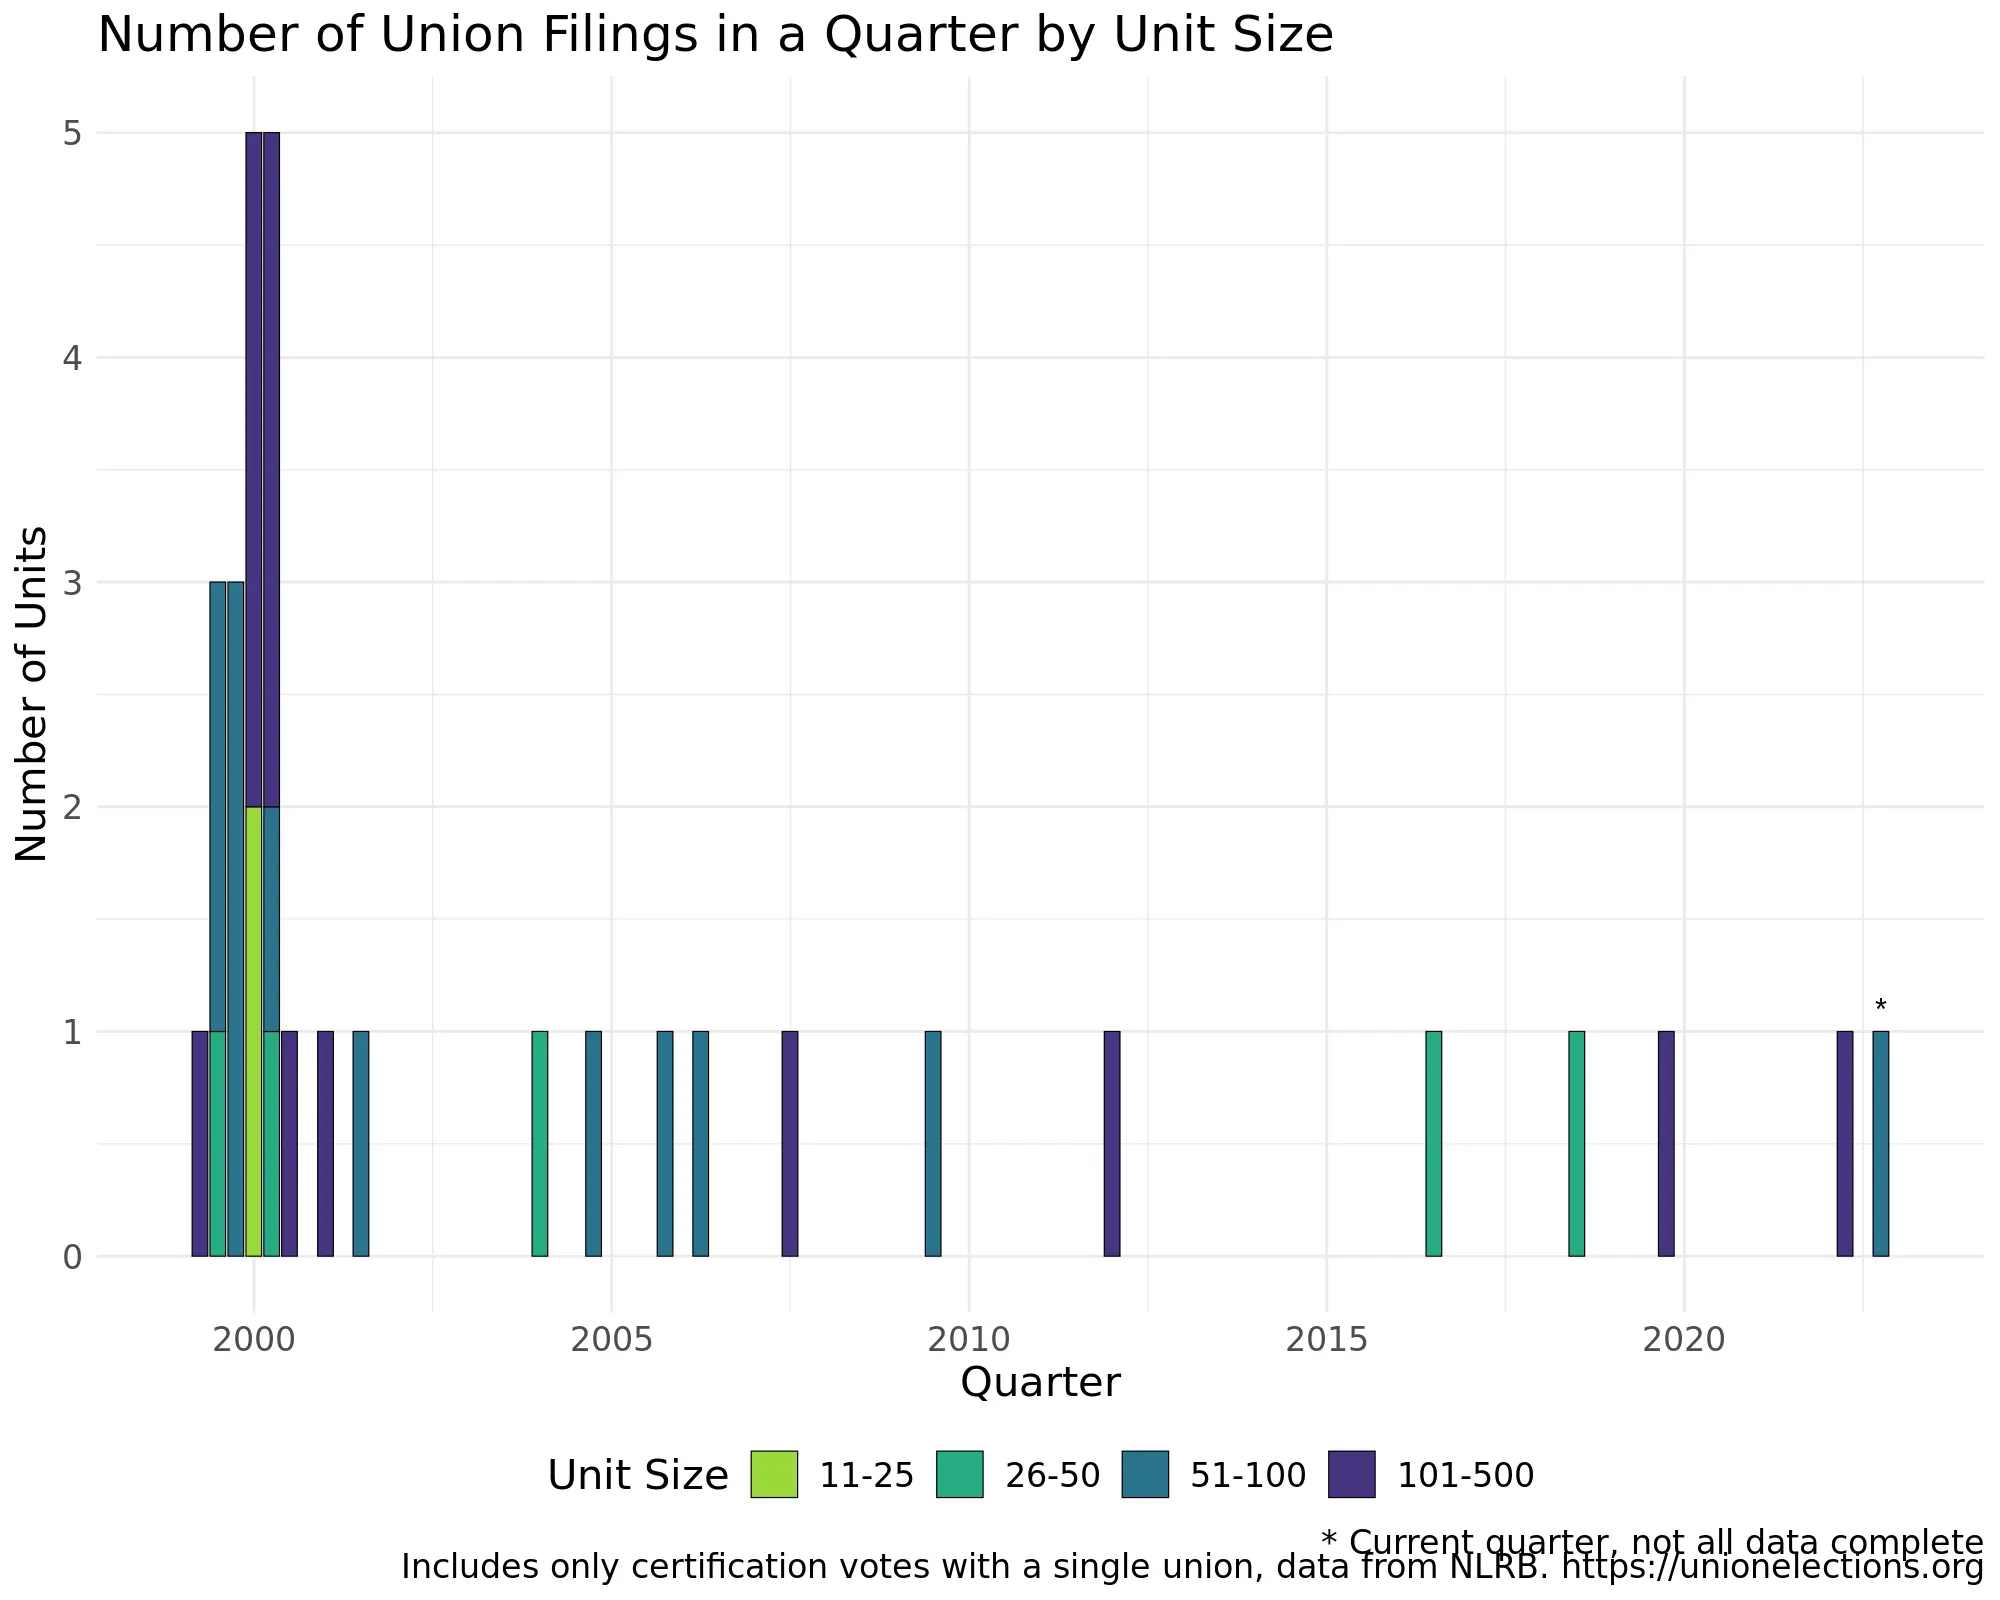 Number of Union Filings in a Quarter by Unit Size
Number of Units
5
4
3
2
1
0
*
2000 2005 2010 2015 2020
Quarter
Unit Size 11-25 26-50 51-100 101-500
* Current quarter, not all data complete
Includes only certification votes with a single union, data from NLRB. https://unionelections.org